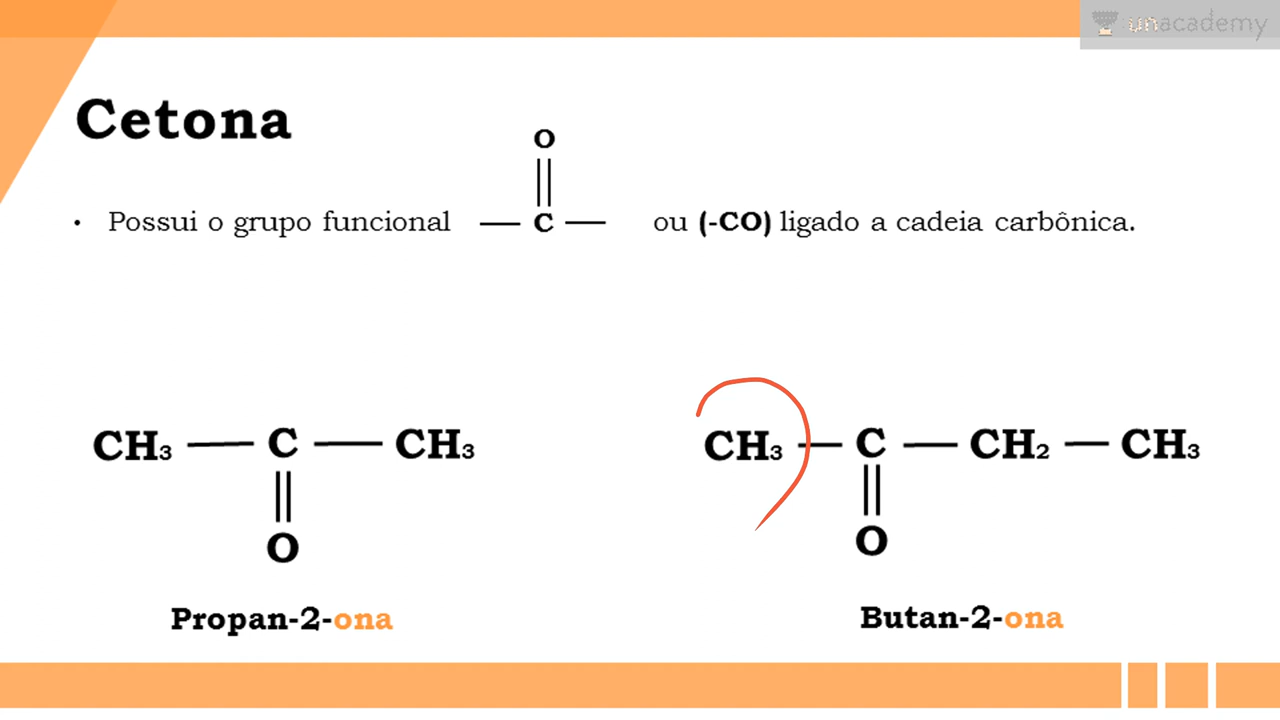 unacademy
Cetona
O
• Possui o grupo funcional — C — ou (-CO) ligado a cadeia carbônica.
CH₃ — C — CH₃
O
CH₃ — C — CH₂ — CH₃
O
Propan-2-ona
Butan-2-ona